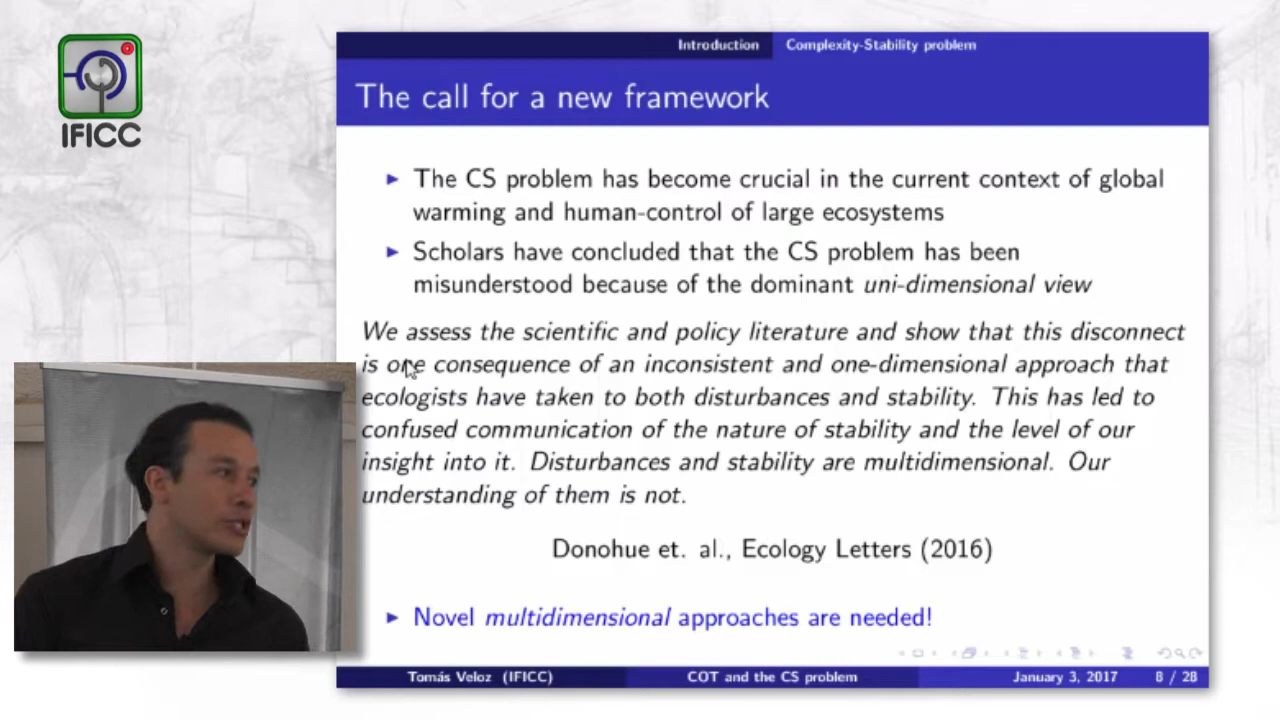 IFICC
Introduction
Complexity-Stability problem
The call for a new framework
The CS problem has become crucial in the current context of global
warming and human-control of large ecosystems
Scholars have concluded that the CS problem has been
misunderstood because of the dominant uni-dimensional view
We assess the scientific and policy literature and show that this disconnect
is one consequence of an inconsistent and one-dimensional approach that
ecologists have taken to both disturbances and stability. This has led to
confused communication of the nature of stability and the level of our
insight into it. Disturbances and stability are multidimensional. Our
understanding of them is not.
Donohue et. al., Ecology Letters (2016)
Novel multidimensional approaches are needed!
Tomás Veloz (IFICC)
COT and the CS problem
January 3, 2017
8 / 28